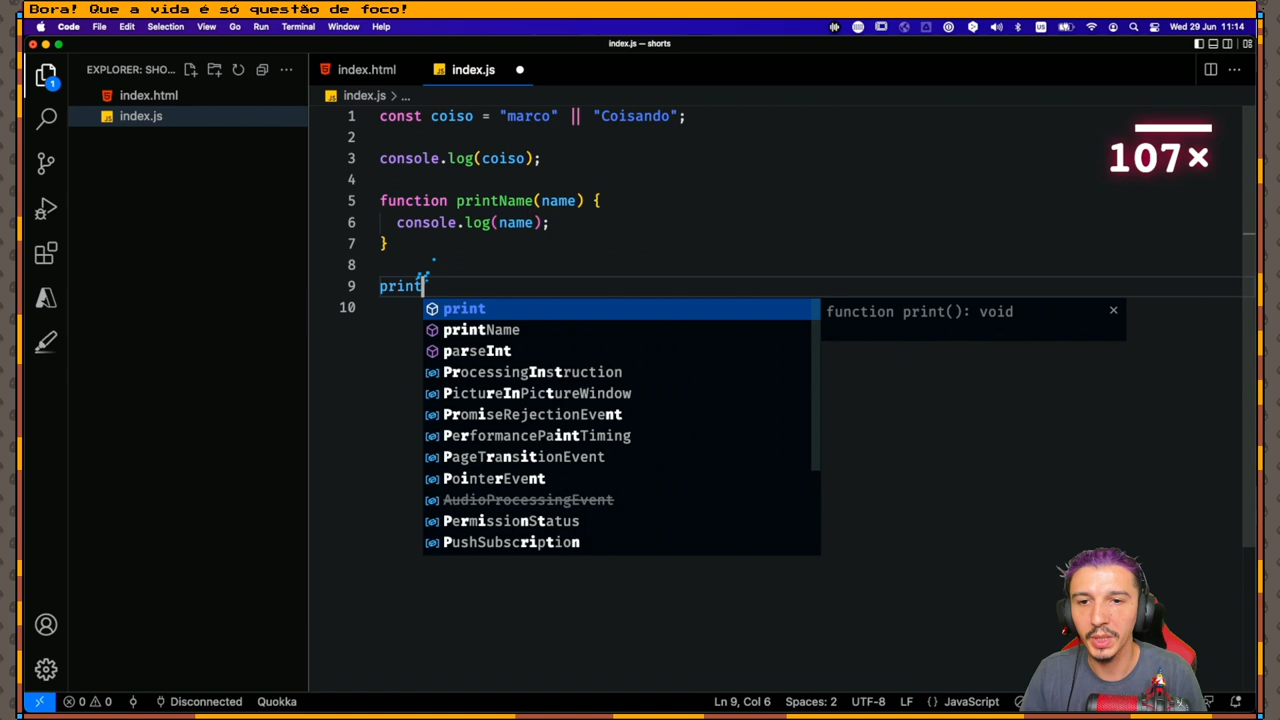 Bora! Que a vida é só questão de foco!
Code File Edit Selection View Go Run Terminal Window Help
US
Wed 29 Jun 11:14
index.js — shorts
EXPLORER: SHO...
index.html
index.js
1
index.html
index.js
index.js > ...
1 const coiso = "marco" || "Coisando";
2
3 console.log(coiso);
4
5 function printName(name) {
6 console.log(name);
7 }
8
9 print
10
107×
print
function print(): void
printName
parseInt
ProcessingInstruction
PictureInPictureWindow
PromiseRejectionEvent
PerformancePaintTiming
PageTransitionEvent
PointerEvent
AudioProcessingEvent
PermissionStatus
PushSubscription
0 0 Disconnected Quokka
Ln 9, Col 6 Spaces: 2 UTF-8 LF {} JavaScript